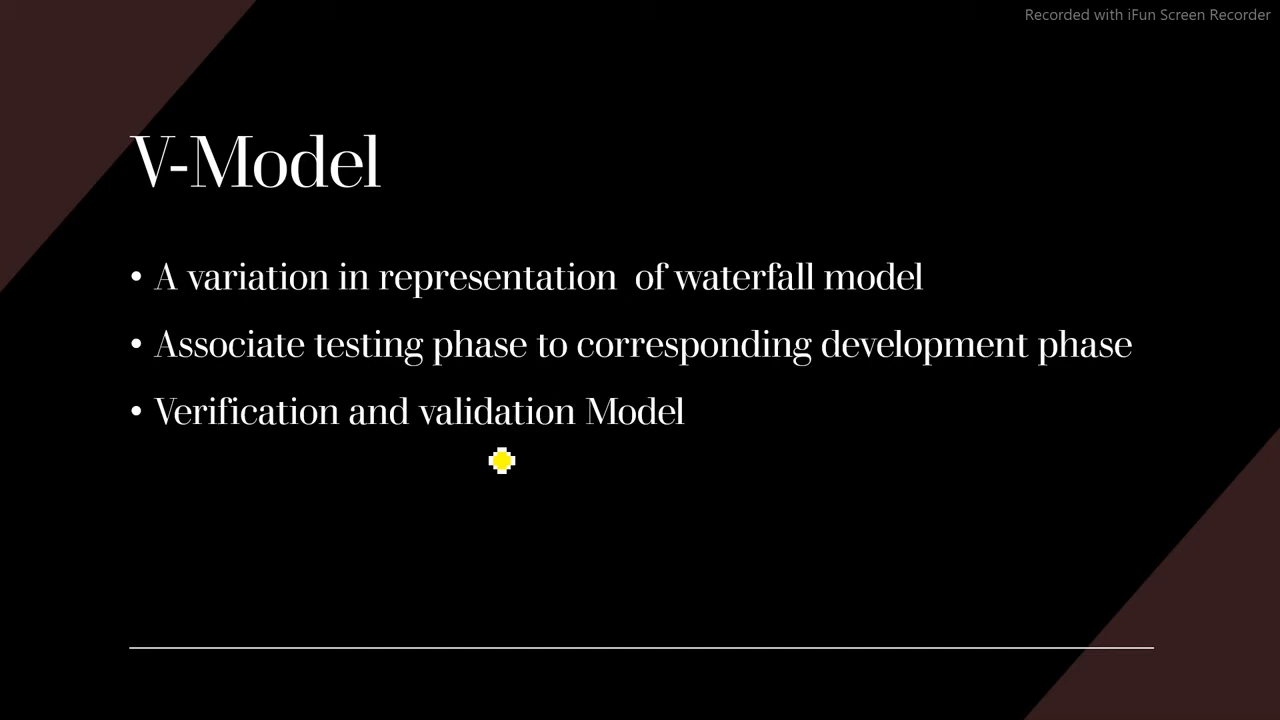 Recorded with iFun Screen Recorder
V-Model
• A variation in representation  of waterfall model
• Associate testing phase to corresponding development phase
• Verification and validation Model